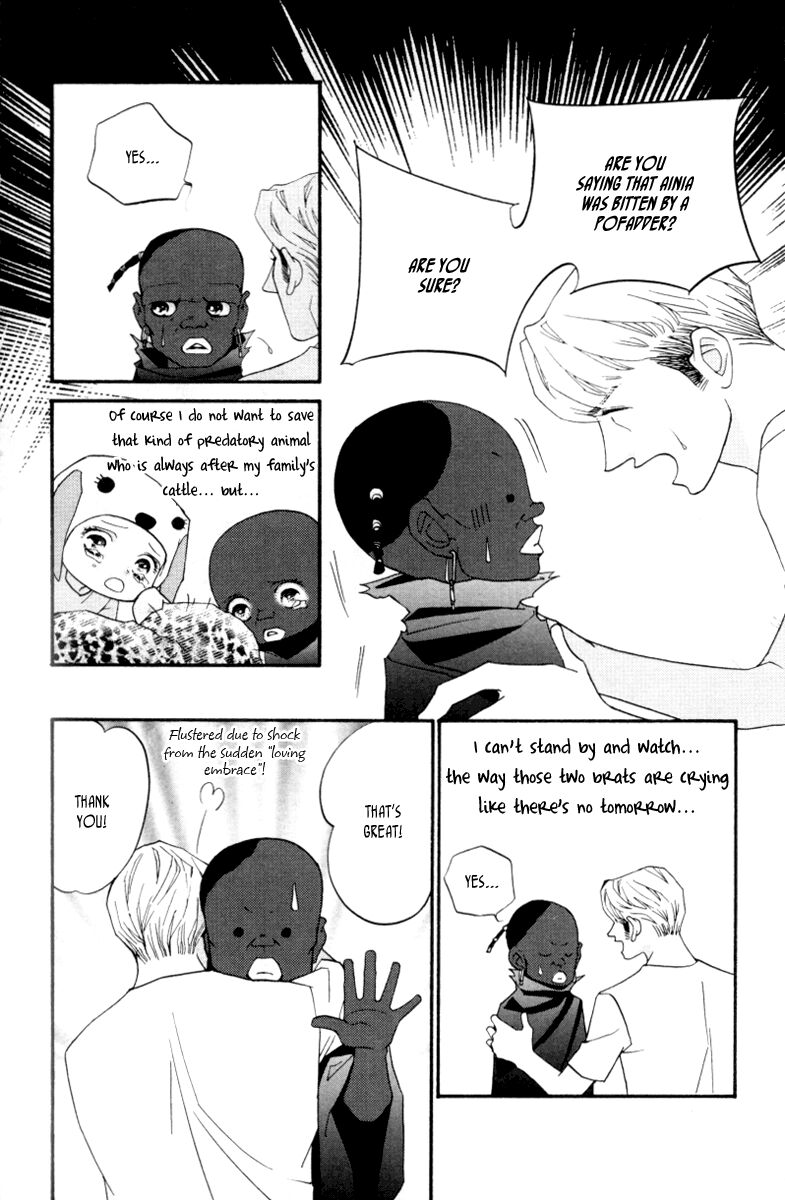 ARE YOU
SAYING THAT AINIA
WAS BITTEN BY A
POFADDER?
ARE YOU
SURE?
YES...
Of course I do not want to save
that kind of predatory animal
who is always after my family's
cattle... but...
I can't stand by and watch...
the way those two brats are crying
like there's no tomorrow...
YES...
THAT'S
GREAT!
Flustered due to shock
from the sudden "loving
embrace"!
THANK
YOU!